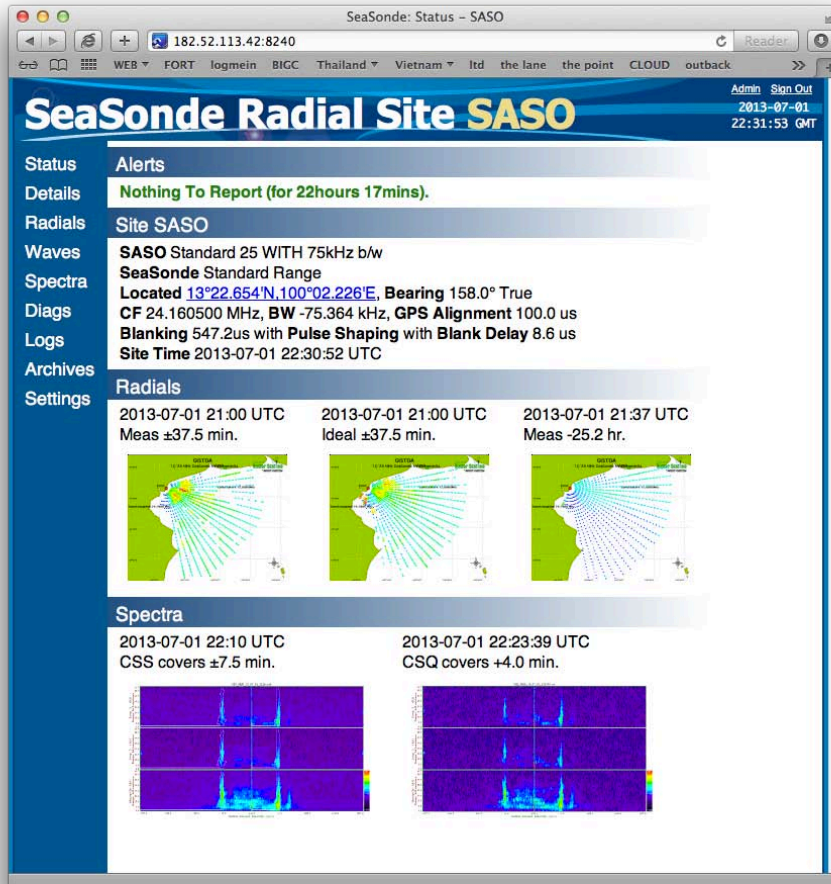 SeaSonde: Status – SASO
182.52.113.42:8240
Reader
WEB FORT logmein BIGC Thailand Vietnam ltd the lane the point CLOUD outback
Admin Sign Out
2013-07-01
22:31:53 GMT
SeaSonde Radial Site SASO
Status
Details
Radials
Waves
Spectra
Diags
Logs
Archives
Settings
Alerts
Nothing To Report (for 22hours 17mins).
Site SASO
SASO Standard 25 WITH 75kHz b/w
SeaSonde Standard Range
Located 13°22.654'N,100°02.226'E, Bearing 158.0° True
CF 24.160500 MHz, BW -75.364 kHz, GPS Alignment 100.0 us
Blanking 547.2us with Pulse Shaping with Blank Delay 8.6 us
Site Time 2013-07-01 22:30:52 UTC
Radials
2013-07-01 21:00 UTC
Meas ±37.5 min.
2013-07-01 21:00 UTC
Ideal ±37.5 min.
2013-07-01 21:37 UTC
Meas -25.2 hr.
GISTDA
GISTDA
GISTDA
Spectra
2013-07-01 22:10 UTC
CSS covers ±7.5 min.
2013-07-01 22:23:39 UTC
CSQ covers +4.0 min.